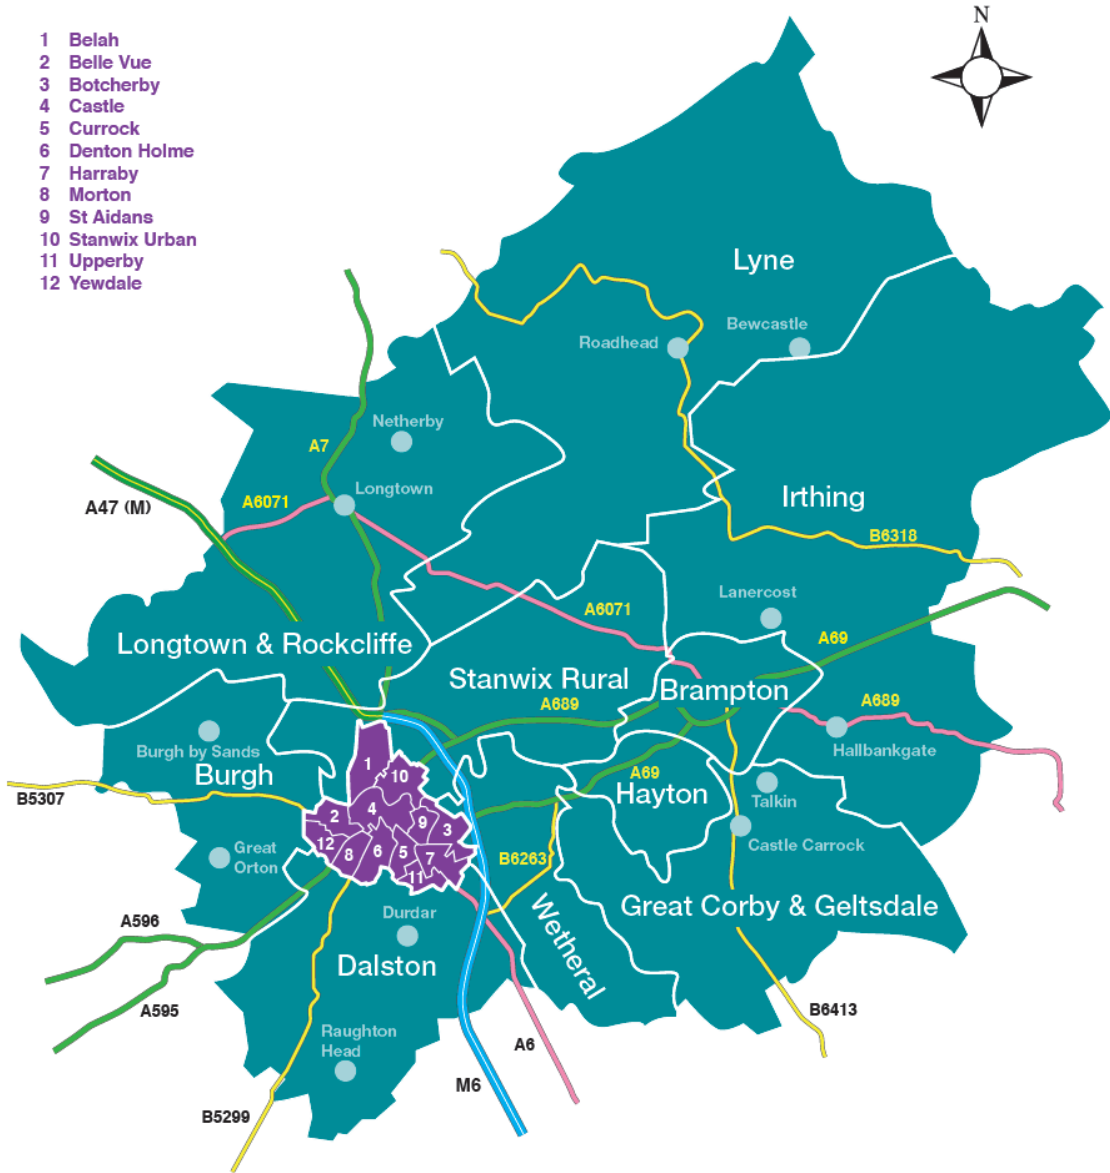 N
1 Belah
2 Belle Vue
3 Botcherby
4 Castle
5 Currock
6 Denton Holme
7 Harraby
8 Morton
9 St Aidans
10 Stanwix Urban
11 Upperby
12 Yewdale
Lyne
Bewcastle
Roadhead
Netherby
A7
Longtown
A6071
A47 (M)
Irthing
B6318
Lanercost
A6071
A69
Longtown & Rockcliffe
Stanwix Rural
Brampton
A689
A689
Burgh by Sands
Hallbankgate
Burgh
B5307
A69
Hayton
Talkin
1
10
4
2
9
3
12
8
6
5
7
11
Castle Carrock
Great
Orton
B6263
Great Corby & Geltsdale
Wetheral
A596
Durdar
Dalston
A595
B6413
Raughton
Head
A6
M6
B5299